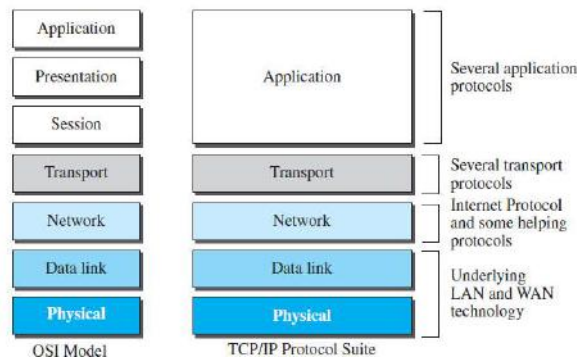 Application
Presentation
Session
Transport
Network
Data link
Physical
OSI Model
Application
Transport
Network
Data link
Physical
TCP/IP Protocol Suite
Several application
protocols
Several transport
protocols
Internet Protocol
and some helping
protocols
Underlying
LAN and WAN
technology